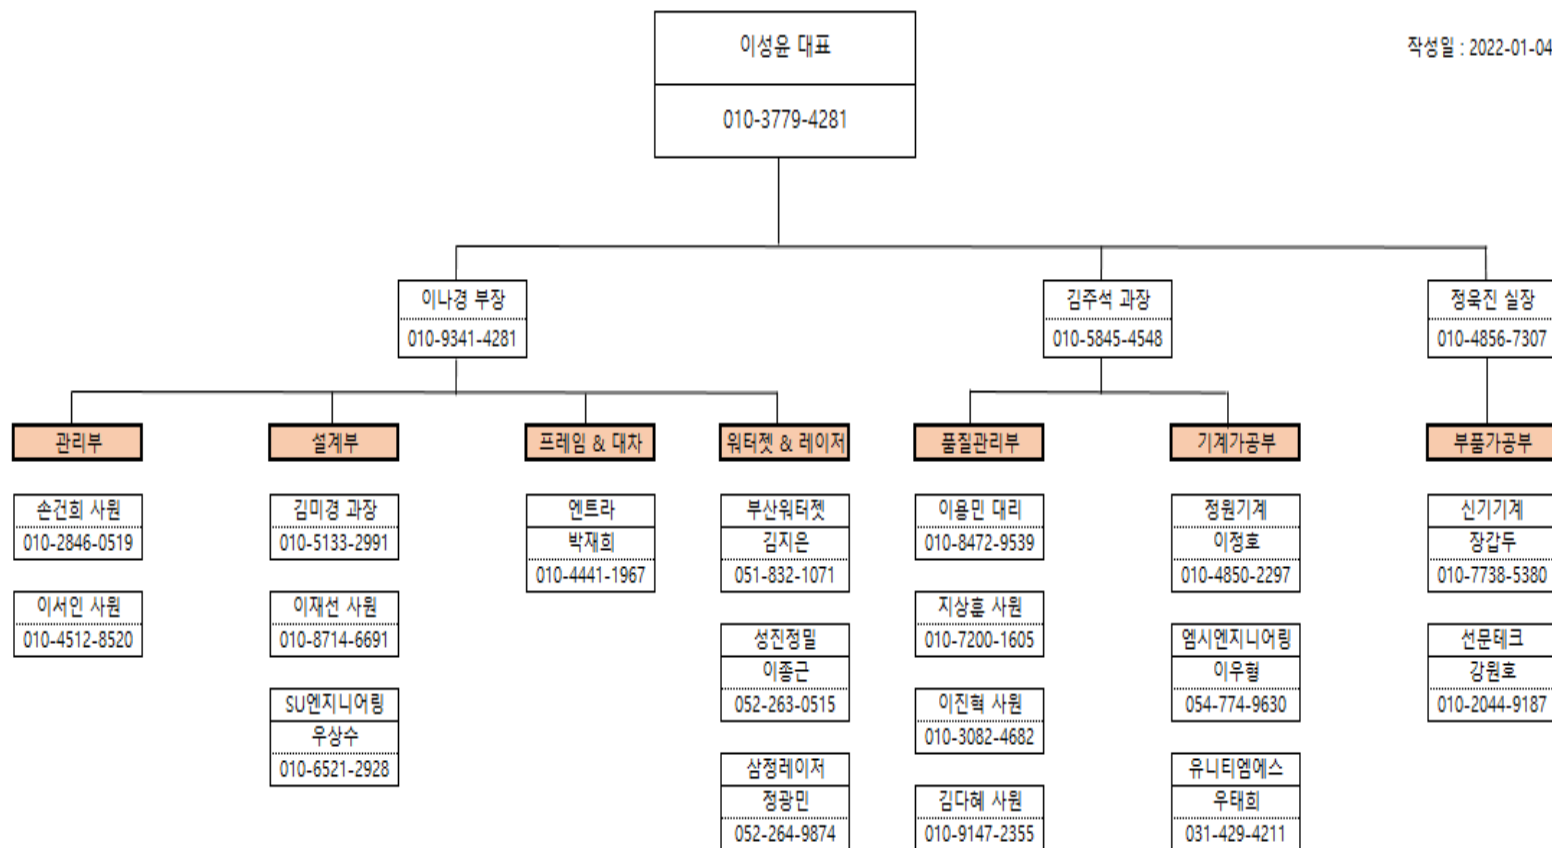 이성윤 대표
작성일 : 2022-01-04
010-3779-4281
이나경 부장
010-9341-4281
김주석 과장
010-5845-4548
정욱진 실장
010-4856-7307
관리부
손건희 사원
010-2846-0519
이서인 사원
010-4512-8520
설계부
김미경 과장
010-5133-2991
이재선 사원
010-8714-6691
SU엔지니어링
우상수
010-6521-2928
프레임 & 대차
엔트라
박재희
010-4441-1967
워터젯 & 레이저
부산워터젯
김지은
051-832-1071
성진정밀
이종근
052-263-0515
삼정레이저
정광민
052-264-9874
품질관리부
이용민 대리
010-8472-9539
지상훈 사원
010-7200-1605
이진혁 사원
010-3082-4682
김다혜 사원
010-9147-2355
기계가공부
정원기계
이정호
010-4850-2297
엠시엔지니어링
이우형
054-774-9630
유니티엠에스
우태희
031-429-4211
부품가공부
신기기계
장갑두
010-7738-5380
선문테크
강원호
010-2044-9187